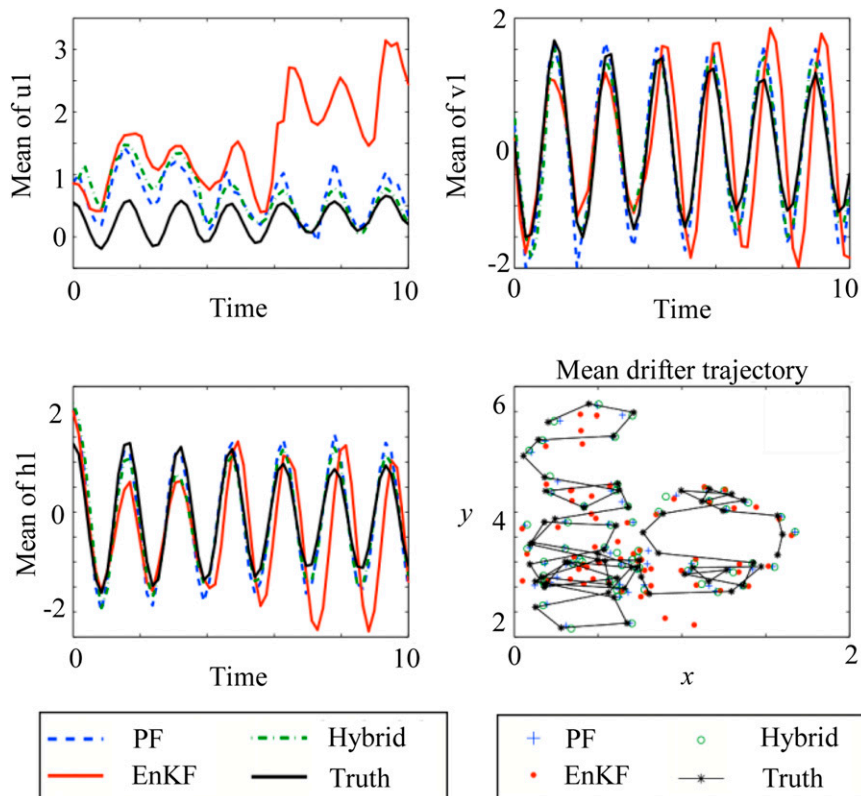 3
2
1
0
Mean of u1
0
10
Time
2
0
-2
Mean of v1
0
10
Time
2
0
-2
Mean of h1
0
10
Time
Mean drifter trajectory
6
4
2
y
0
2
x
PF
Hybrid
EnKF
Truth
PF
Hybrid
EnKF
Truth